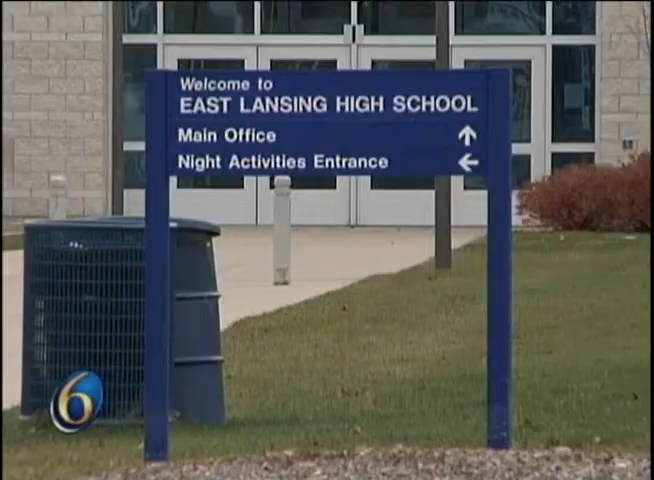 Welcome to
EAST LANSING HIGH SCHOOL
Main Office ↑
Night Activities Entrance ←
6